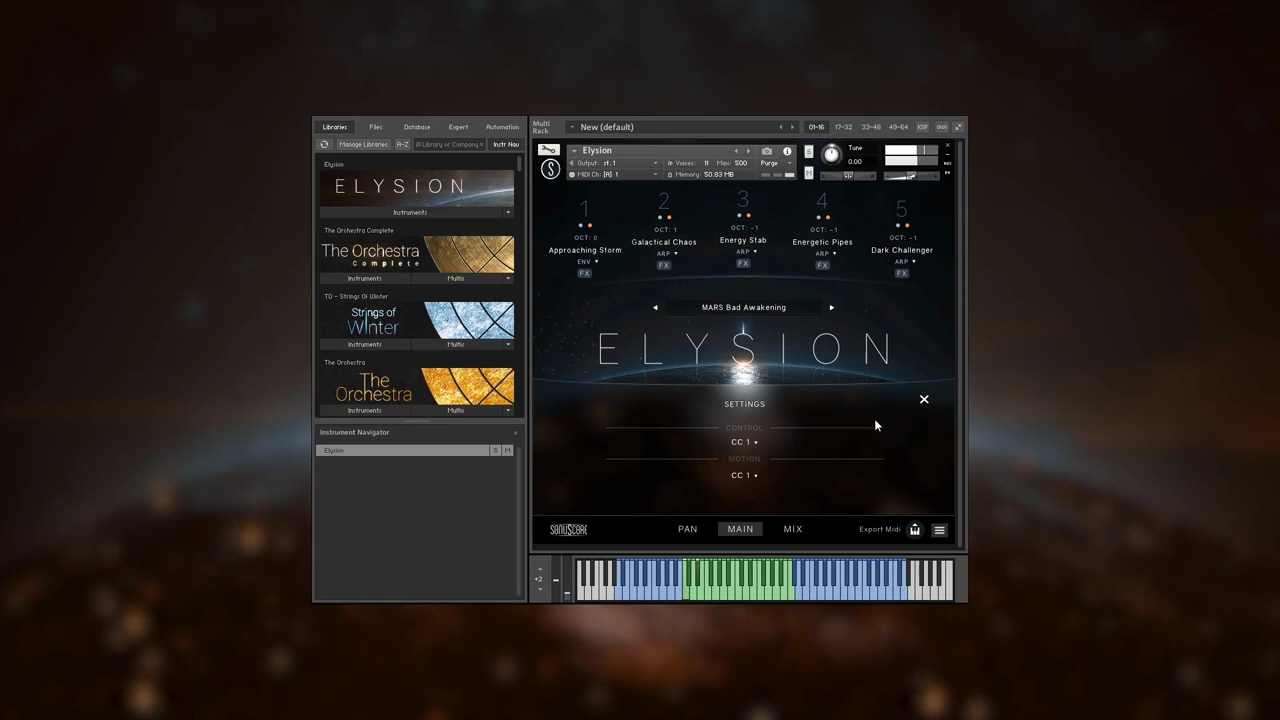 Libraries Files Database Expert Automation
Manage Libraries A-Z Library or Company Instr Nav
Elysion
ELYSION
Instruments
The Orchestra Complete
The Orchestra
Complete
Instruments Multis
TO - Strings Of Winter
Strings of
Winter
Instruments Multis
The Orchestra
The
Orchestra
Instruments Multis
Instrument Navigator
Elysion S M
Multi
Rack
New (default) 01-16 17-32 33-48 49-64 KSP aux
Elysion
Output: st. 1 Voices: 11 Max: 500 Purge
MIDI Ch: [A] 1 Memory: 50.83 MB
S
M
Tune
0.00
1 2 3 4 5
OCT: 0 OCT: 1 OCT: -1 OCT: -1 OCT: -1
Approaching Storm Galactical Chaos Energy Stab Energetic Pipes Dark Challenger
ENV ARP ARP ARP ARP
FX FX FX FX FX
MARS Bad Awakening
ELYSION
SETTINGS
CONTROL
CC 1
MOTION
CC 1
SONUSCORE PAN MAIN MIX Export Midi
+2